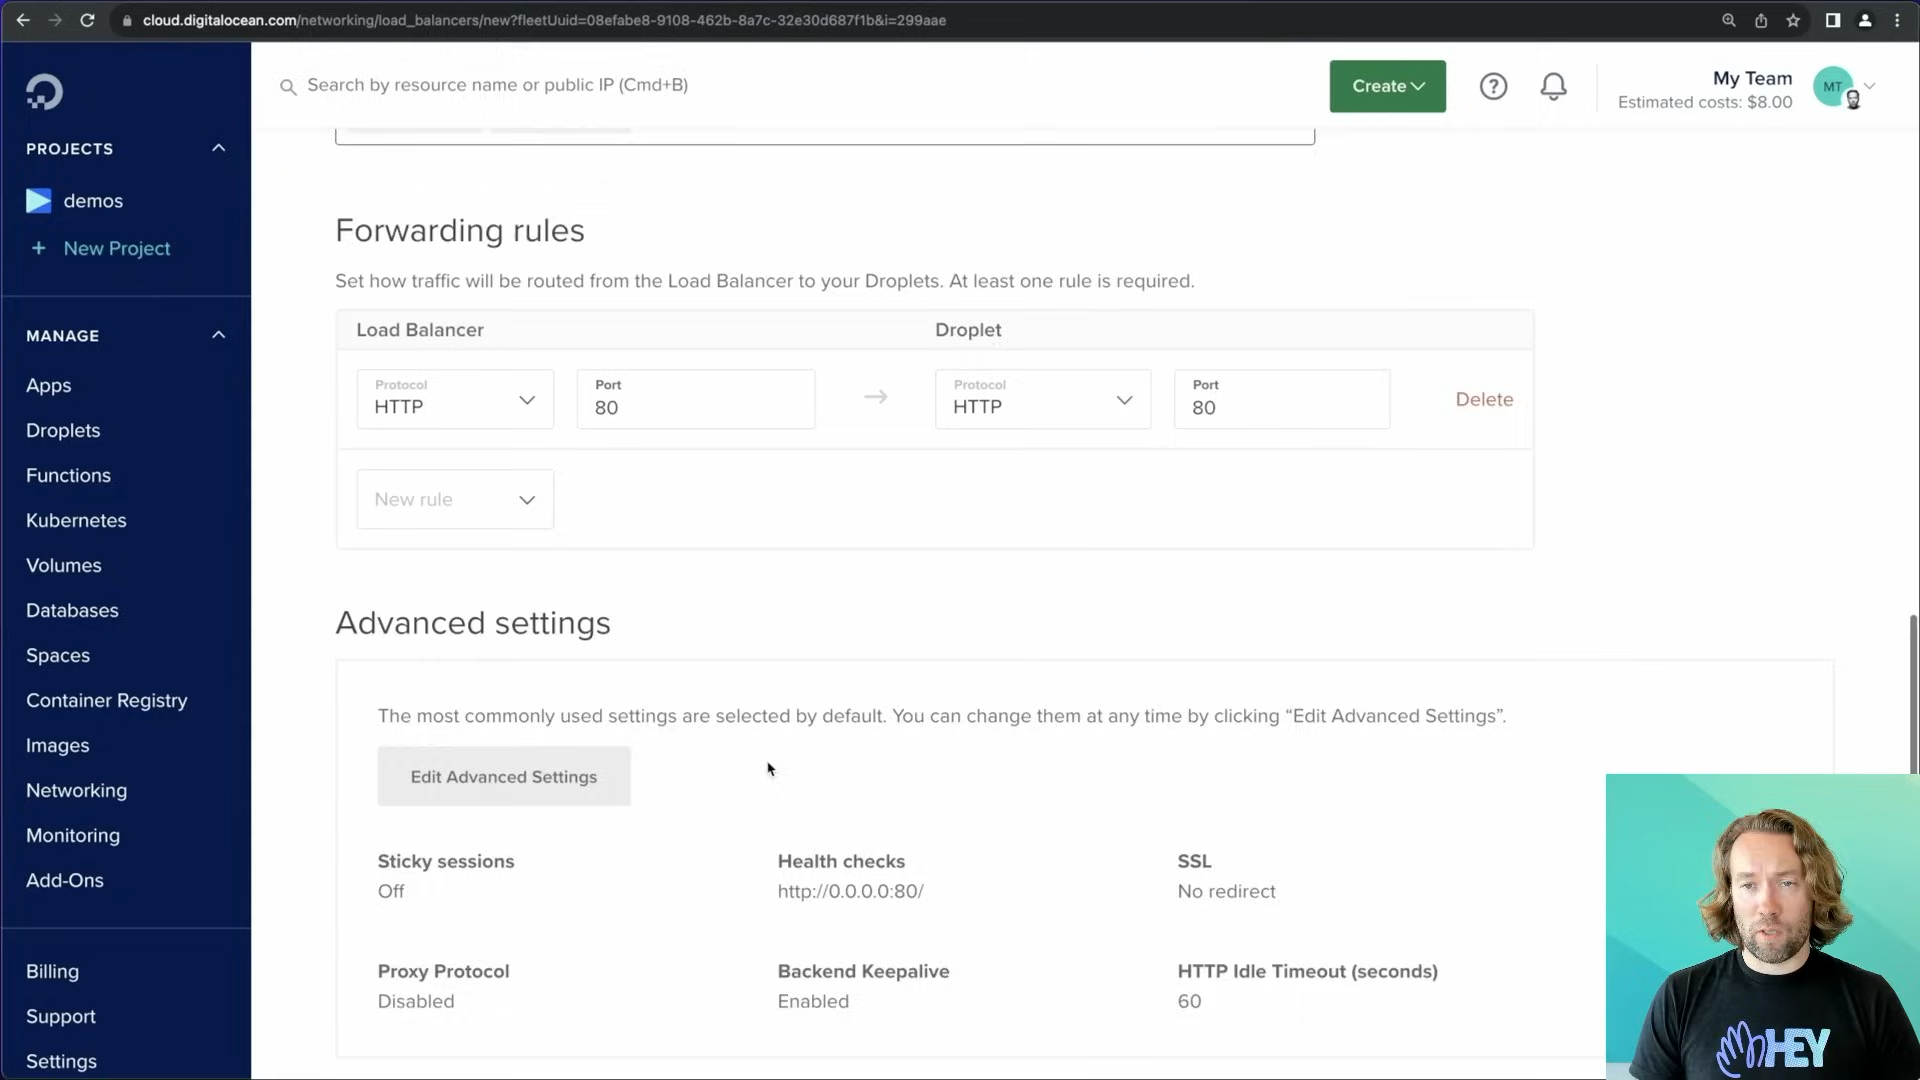 cloud.digitalocean.com/networking/load_balancers/new?fleetUuid=08efabe8-9108-462b-8a7c-32e30d687f1b&i=299aae
Search by resource name or public IP (Cmd+B)
Create
?
My Team
Estimated costs: $8.00
MT
PROJECTS
demos
+ New Project
MANAGE
Apps
Droplets
Functions
Kubernetes
Volumes
Databases
Spaces
Container Registry
Images
Networking
Monitoring
Add-Ons
Billing
Support
Settings
Forwarding rules
Set how traffic will be routed from the Load Balancer to your Droplets. At least one rule is required.
Load Balancer Droplet
Protocol Port Protocol Port
HTTP 80 → HTTP 80 Delete
New rule
Advanced settings
The most commonly used settings are selected by default. You can change them at any time by clicking “Edit Advanced Settings”.
Edit Advanced Settings
Sticky sessions Health checks SSL
Off http://0.0.0.0:80/ No redirect
Proxy Protocol Backend Keepalive HTTP Idle Timeout (seconds)
Disabled Enabled 60
HEY